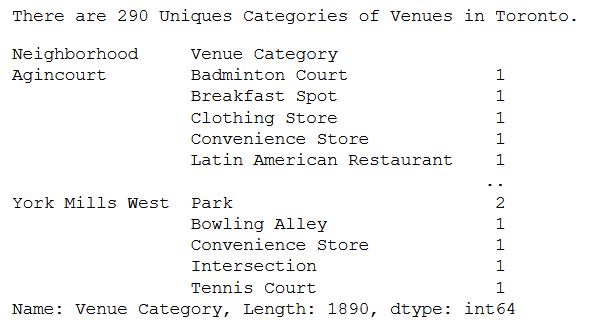 There are 290 Uniques Categories of Venues in Toronto.
Neighborhood Venue Category
Agincourt Badminton Court 1
Breakfast Spot 1
Clothing Store 1
Convenience Store 1
Latin American Restaurant 1
..
York Mills West Park 2
Bowling Alley 1
Convenience Store 1
Intersection 1
Tennis Court 1
Name: Venue Category, Length: 1890, dtype: int64